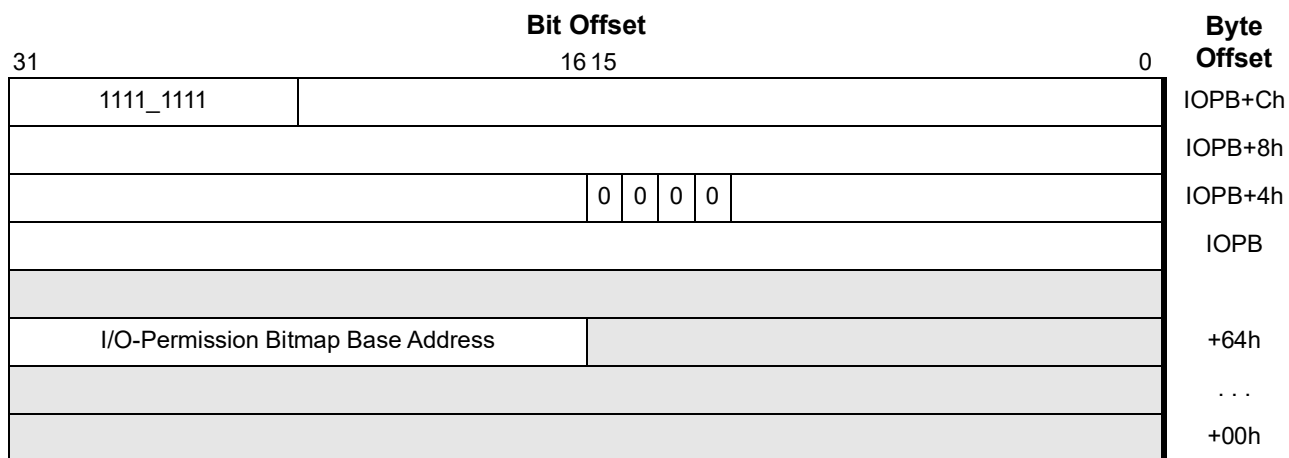 Bit Offset
Byte
Offset
31 16 15 0
1111_1111 IOPB+Ch
IOPB+8h
0 0 0 0 IOPB+4h
IOPB
I/O-Permission Bitmap Base Address +64h
. . .
+00h